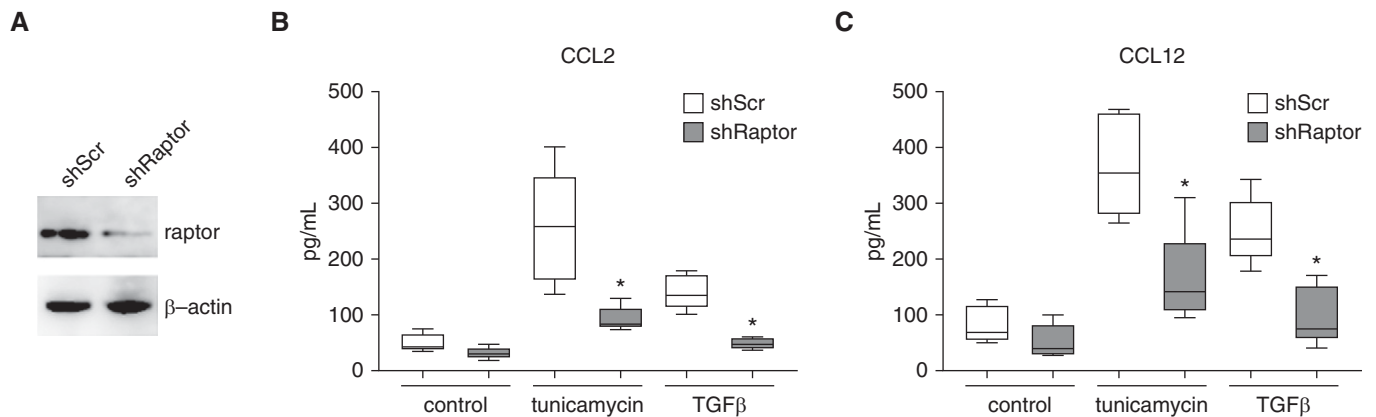 A
shScr
shRaptor
raptor
β–actin
B
CCL2
500
400
300
200
100
0
pg/mL
shScr
shRaptor
*
*
control
tunicamycin
TGFβ
C
CCL12
500
400
300
200
100
0
pg/mL
shScr
shRaptor
*
*
control
tunicamycin
TGFβ